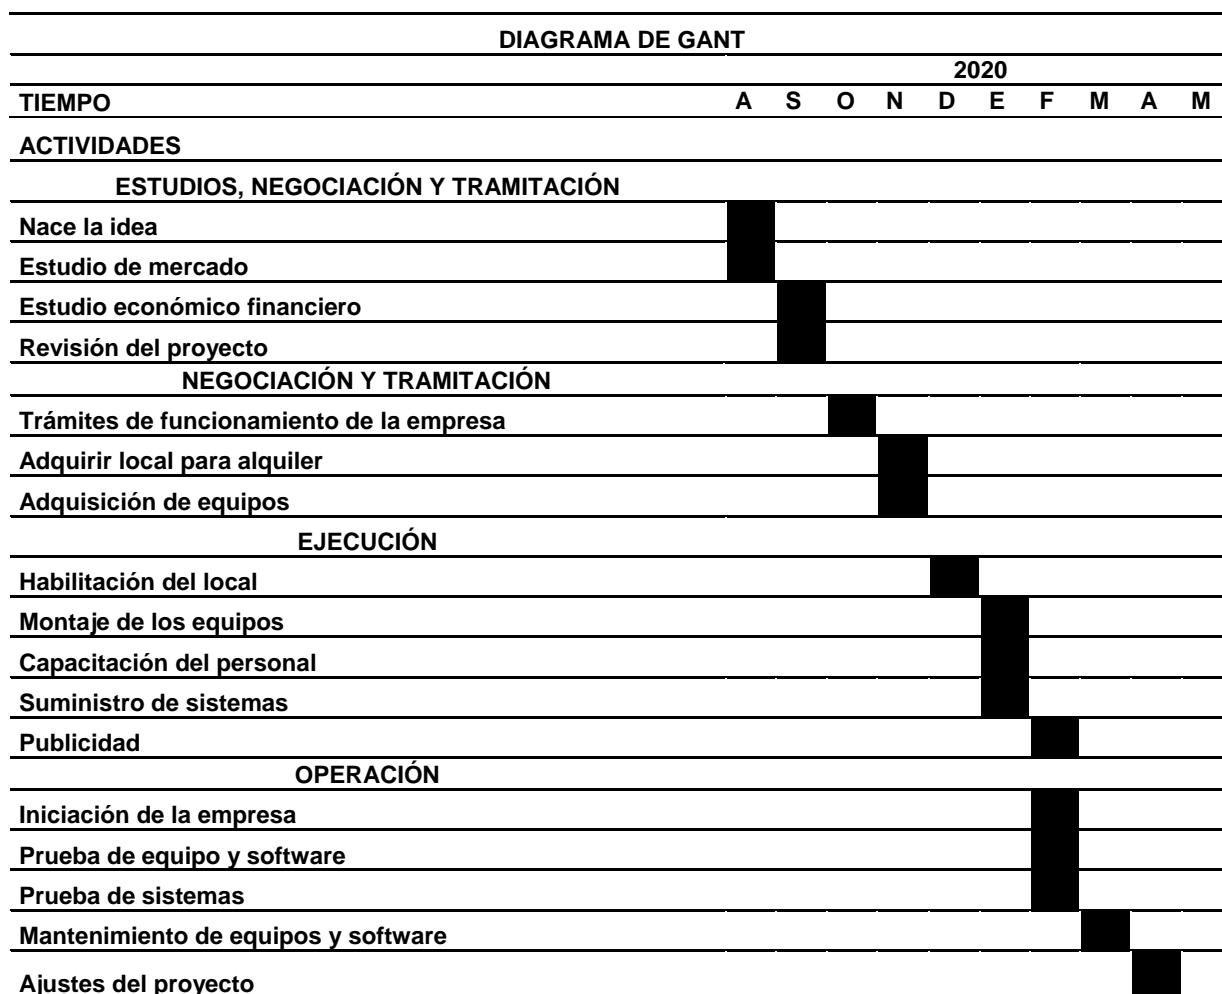 DIAGRAMA DE GANT
2020
TIEMPO A S O N D E F M A M
ACTIVIDADES
ESTUDIOS, NEGOCIACIÓN Y TRAMITACIÓN
Nace la idea
Estudio de mercado
Estudio económico financiero
Revisión del proyecto
NEGOCIACIÓN Y TRAMITACIÓN
Trámites de funcionamiento de la empresa
Adquirir local para alquiler
Adquisición de equipos
EJECUCIÓN
Habilitación del local
Montaje de los equipos
Capacitación del personal
Suministro de sistemas
Publicidad
OPERACIÓN
Iniciación de la empresa
Prueba de equipo y software
Prueba de sistemas
Mantenimiento de equipos y software
Ajustes del proyecto